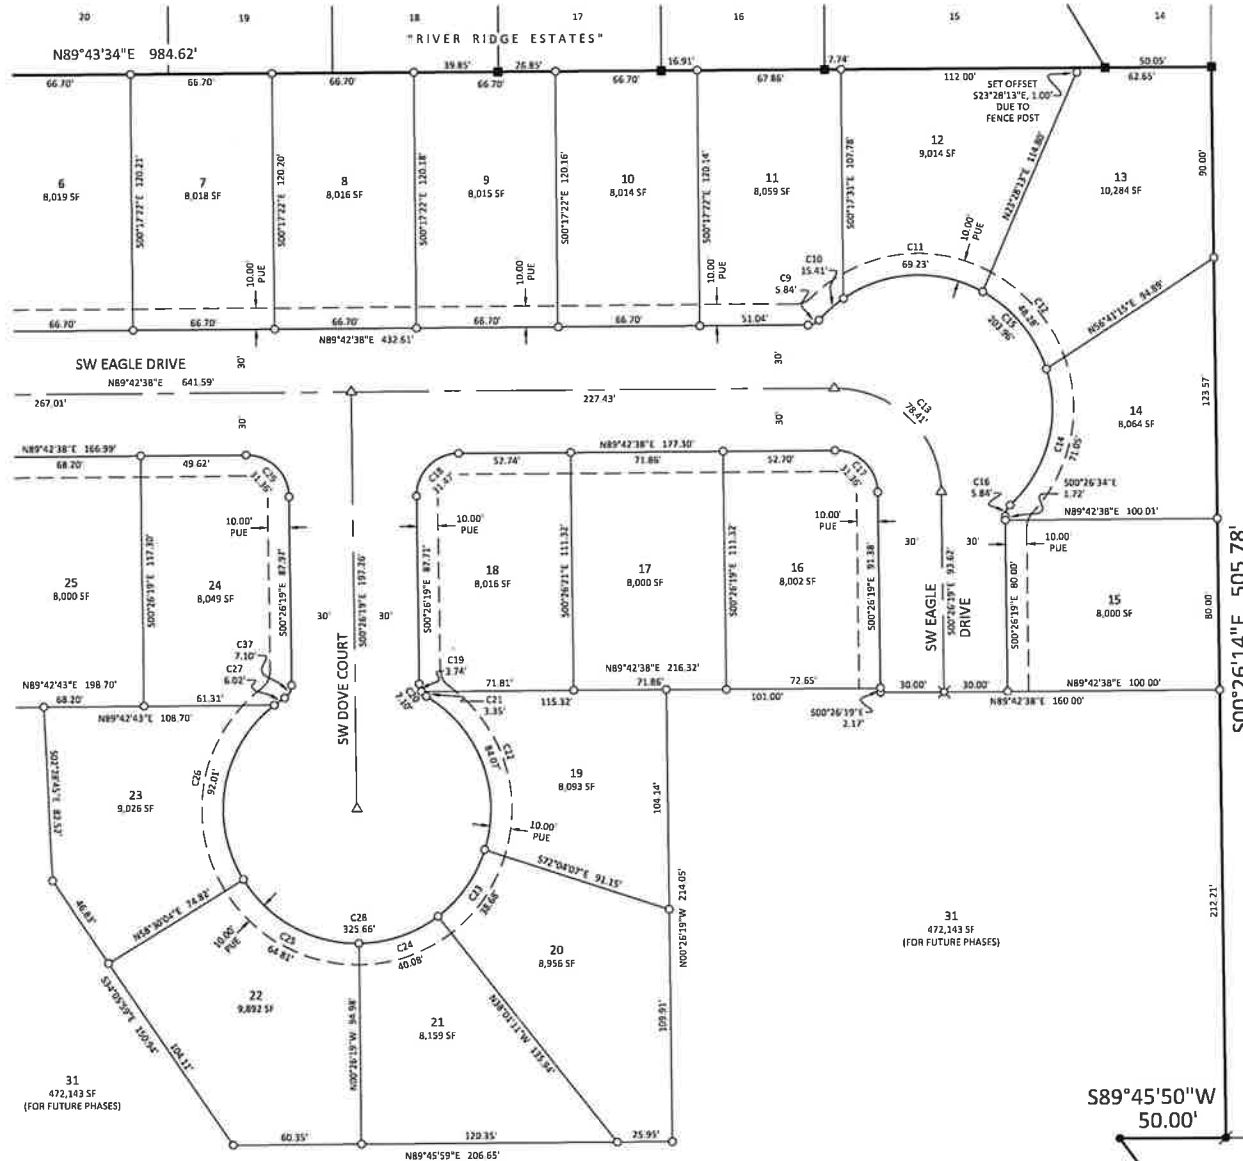 20
19
18
17
16
15
14
"RIVER RIDGE ESTATES"
N89°43'34"E 984.62'
66.70'
66.70'
66.70'
39.85'
26.85'
66.70'
66.70'
16.91'
67.86'
7.74'
112.00'
50.05'
62.65'
SET OFFSET
S23°28'13"E, 1.00'
DUE TO
FENCE POST
6
8,019 SF
S00°17'22"E 120.21'
7
8,018 SF
S00°17'22"E 120.20'
8
8,016 SF
S00°17'22"E 120.18'
9
8,015 SF
S00°17'22"E 120.16'
10
8,014 SF
S00°17'22"E 120.14'
11
8,059 SF
S00°17'31"E 107.78'
12
9,014 SF
N23°28'13"E 114.80'
13
10,284 SF
90.00'
10.00'
PUE
10.00'
PUE
10.00'
PUE
10.00'
PUE
C9
5.84'
C10
15.41'
C11
69.23'
C12
48.28'
C15
203.96'
N56°41'15"E 94.89'
66.70'
66.70'
66.70'
66.70'
66.70'
51.04'
N89°42'38"E 432.61'
SW EAGLE DRIVE
N89°42'38"E 641.59'
267.01'
227.43'
30'
30'
30'
30'
C13
78.41'
14
8,064 SF
123.57
C14
71.05'
C16
5.84'
S00°26'34"E
1.72'
N89°42'38"E 100.01'
N89°42'38"E 166.99'
68.20'
49.62'
C29
31.36'
C18
31.47'
N89°42'38"E 177.30'
52.74'
71.86'
52.70'
C17
31.36'
10.00'
PUE
10.00'
PUE
10.00'
PUE
10.00'
PUE
25
8,000 SF
S00°26'19"E 117.30'
24
8,049 SF
S00°26'19"E 87.92'
30'
30'
SW DOVE COURT
S00°26'19"E 197.26'
S00°26'19"E 87.71'
18
8,016 SF
S00°26'21"E 111.32'
17
8,000 SF
S00°26'19"E 111.32'
16
8,002 SF
S00°26'19"E 91.38'
30'
30'
SW EAGLE
DRIVE
S00°26'19"E 93.62'
S00°26'19"E 80.00'
15
8,000 SF
80.00'
S00°26'14"E 505.78'
C37
7.10'
C27
6.02'
C19
3.74'
C20
7.10'
C21
3.35'
N89°42'43"E 198.70'
68.20'
61.31'
N89°42'43"E 108.70'
71.81'
115.32'
N89°42'38"E 216.32'
71.86'
72.65'
101.00'
S00°26'19"E
2.17'
30.00'
30.00'
N89°42'38"E 160.00'
N89°42'38"E 100.00'
S02°28'45"E 82.52'
23
9,026 SF
C26
92.01'
C22
84.07'
19
8,093 SF
104.14'
10.00'
PUE
S72°04'07"E 91.15'
46.83'
N58°30'04"E 74.82'
10.00'
PUE
C25
64.81'
C28
325.66'
C24
40.08'
C23
38.68'
N00°26'19"W 214.05'
20
8,956 SF
31
472,143 SF
(FOR FUTURE PHASES)
212.21'
S34°05'59"E 150.94'
104.11'
22
9,892 SF
N00°26'19"W 94.98'
21
8,159 SF
N38°01'11"W 135.94'
109.91'
31
472,143 SF
(FOR FUTURE PHASES)
60.35'
120.35'
25.95'
N89°45'59"E 206.65'
S89°45'50"W
50.00'